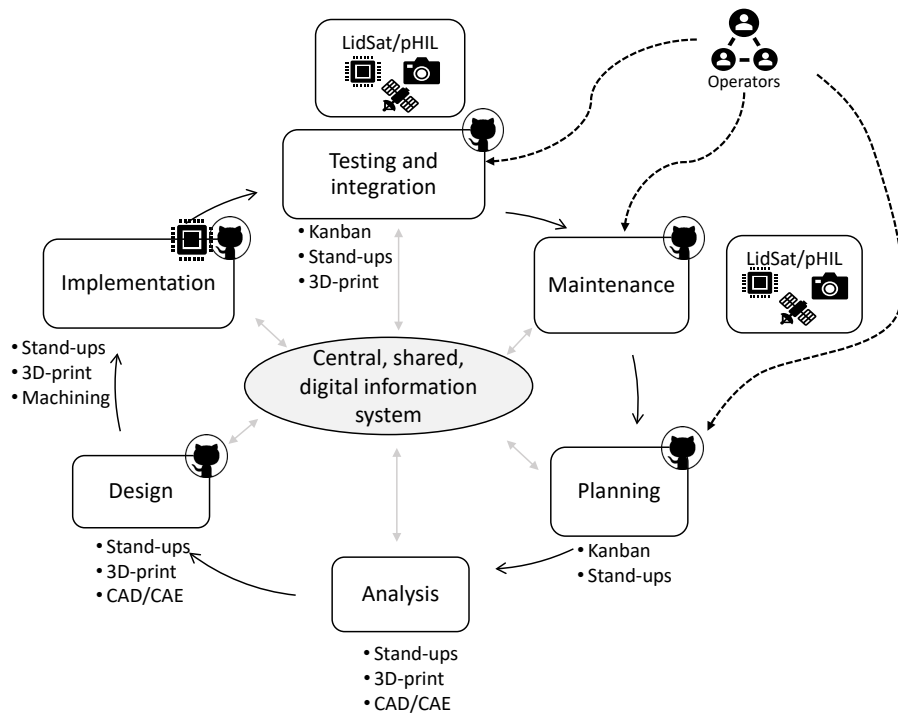 LidSat/pHIL
Operators
Testing and
integration
• Kanban
• Stand-ups
• 3D-print
Implementation
• Stand-ups
• 3D-print
• Machining
Maintenance
LidSat/pHIL
Central, shared,
digital information
system
Design
• Stand-ups
• 3D-print
• CAD/CAE
Planning
• Kanban
• Stand-ups
Analysis
• Stand-ups
• 3D-print
• CAD/CAE